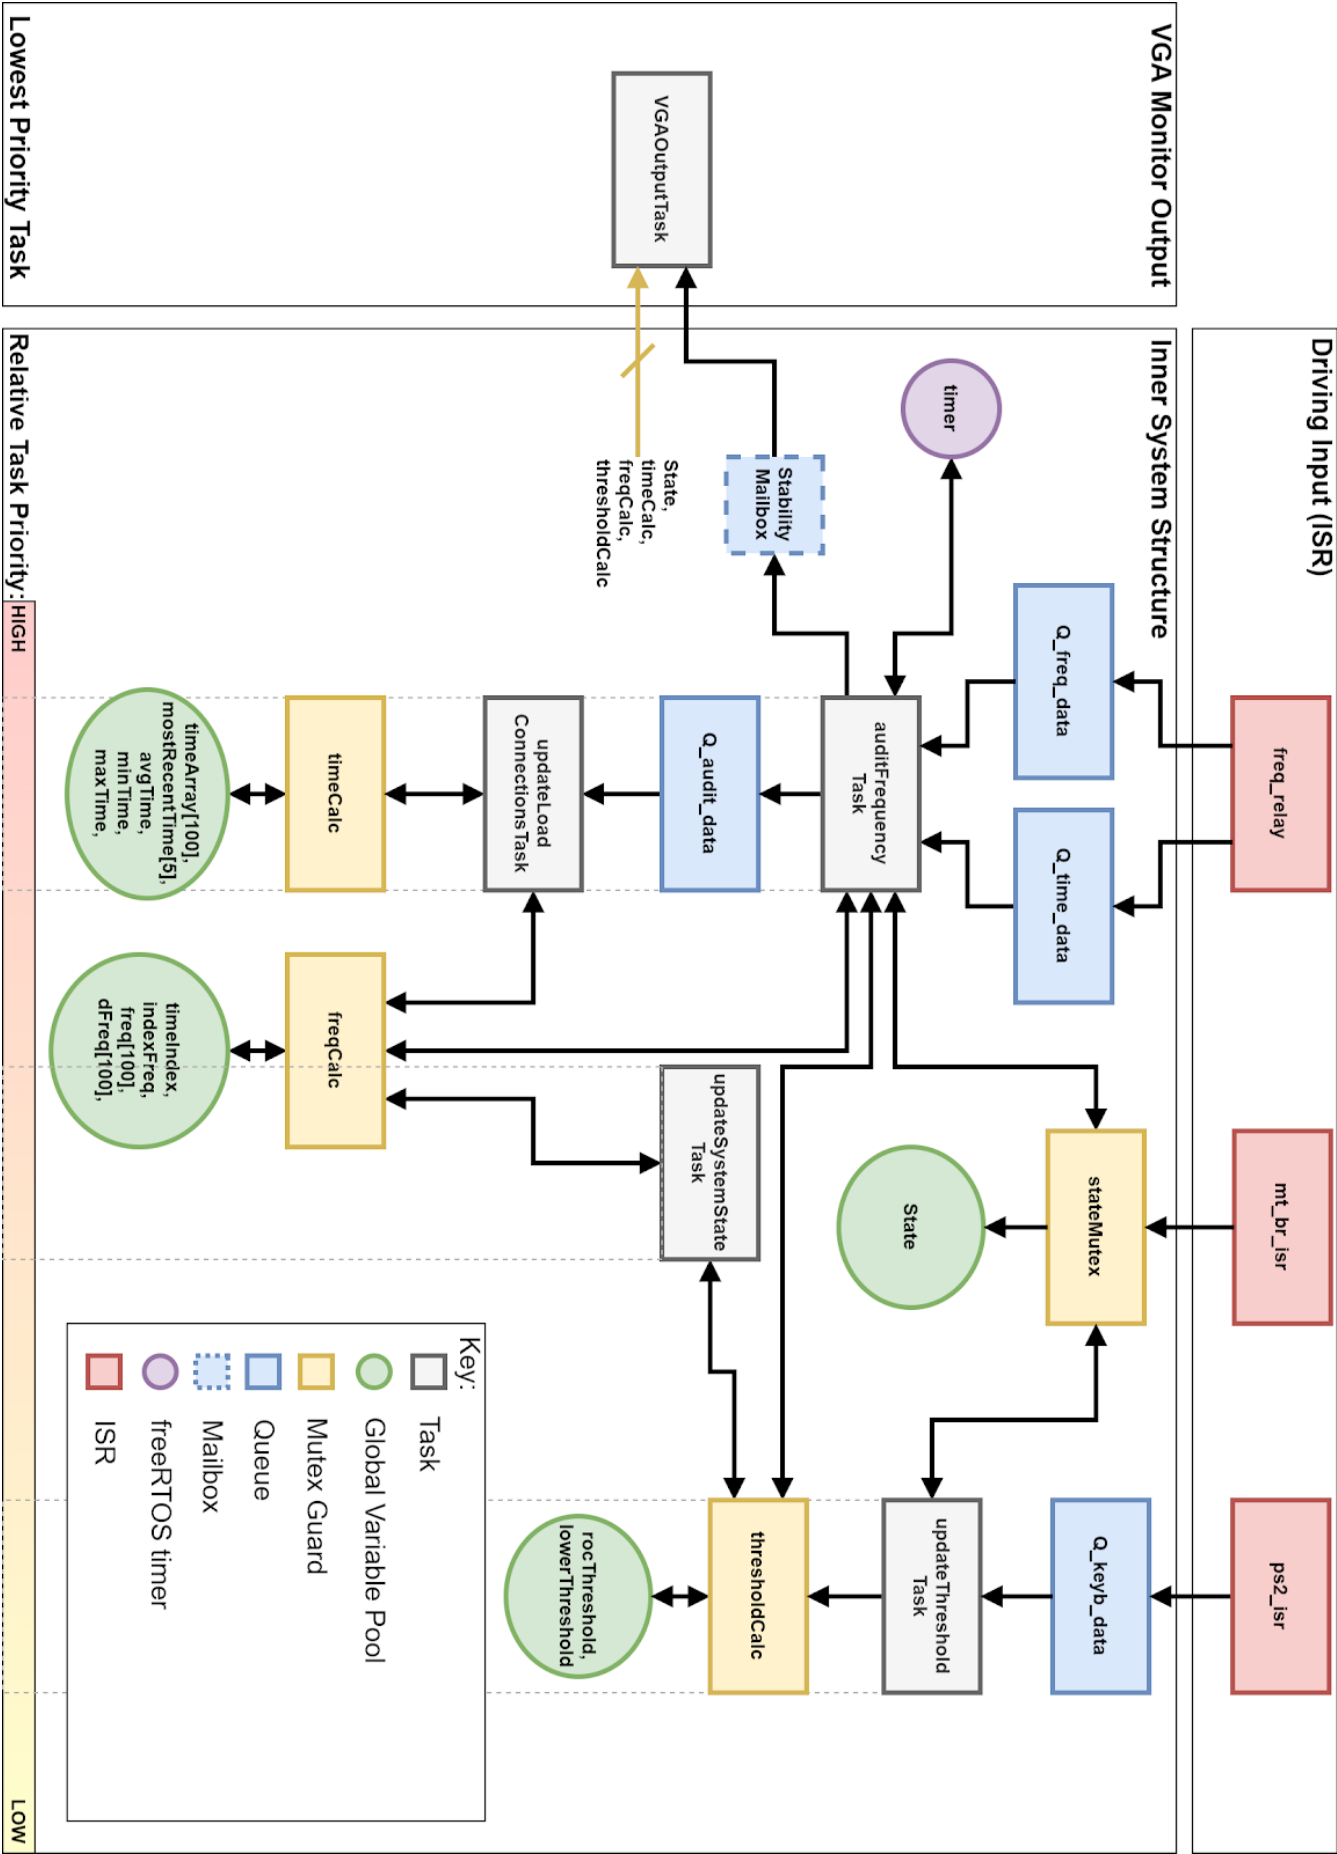 Driving Input (ISR)
freq_relay
mt_br_isr
ps2_isr
VGA Monitor Output
Inner System Structure
Q_freq_data
Q_time_data
stateMutex
Q_keyb_data
timer
auditFrequency
Task
State
updateThreshold
Task
Stability
Mailbox
VGAOutputTask
Q_audit_data
updateSystemState
Task
thresholdCalc
State,
timeCalc,
freqCalc,
thresholdCalc
updateLoad
ConnectionsTask
rocThreshold,
lowerThreshold
timeCalc
freqCalc
timeArray[100],
mostRecentTime[5],
avgTime,
minTime,
maxTime,
timeIndex,
indexFreq,
freq[100],
dFreq[100],
Key:
Task
Global Variable Pool
Mutex Guard
Queue
Mailbox
freeRTOS timer
ISR
Lowest Priority Task
Relative Task Priority:
HIGH
LOW